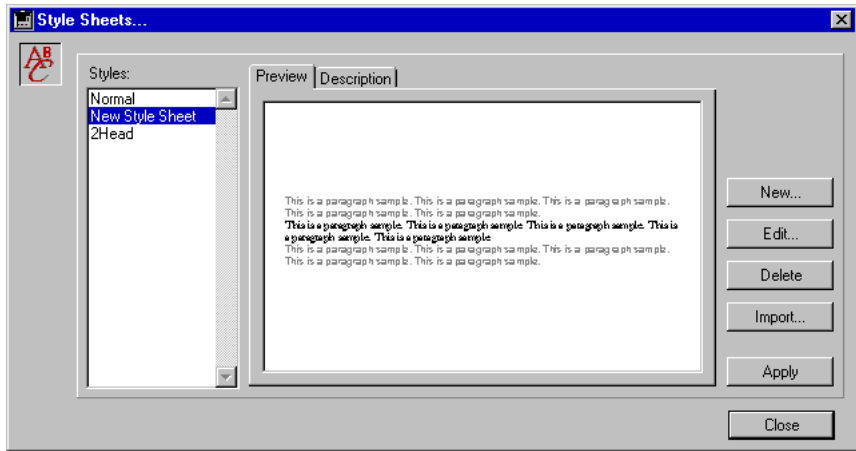 Style Sheets...
ABC
Styles:
Preview
Description
Normal
New Style Sheet
2Head
This is a paragraph sample. This is a paragraph sample. This is a paragraph sample.
This is a paragraph sample. This is a paragraph sample.
This is a paragraph sample. This is a paragraph sample. This is a paragraph sample. This is
a paragraph sample. This is a paragraph sample.
This is a paragraph sample. This is a paragraph sample. This is a paragraph sample.
This is a paragraph sample. This is a paragraph sample.
New...
Edit...
Delete
Import...
Apply
Close